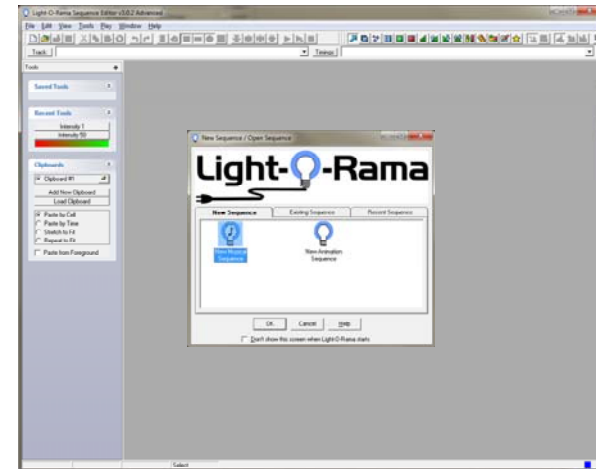 Light-O-Rama Sequence Editor v3.0.2 Advanced
File Edit View Tools Play Window Help
Track
Timings
Tools
Saved Tools
Recent Tools
Intensity 1
Intensity 50
Clipboards
Clipboard #1
Add New Clipboard
Load Clipboard
Paste by Cell
Paste by Time
Stretch to Fit
Repeat to Fit
Paste from Foreground
New Sequence / Open Sequence
Light-O-Rama
New Sequence Existing Sequence Recent Sequence
New Musical Sequence
New Animation Sequence
OK Cancel Help
Don't show this screen when Light-O-Rama starts
Select